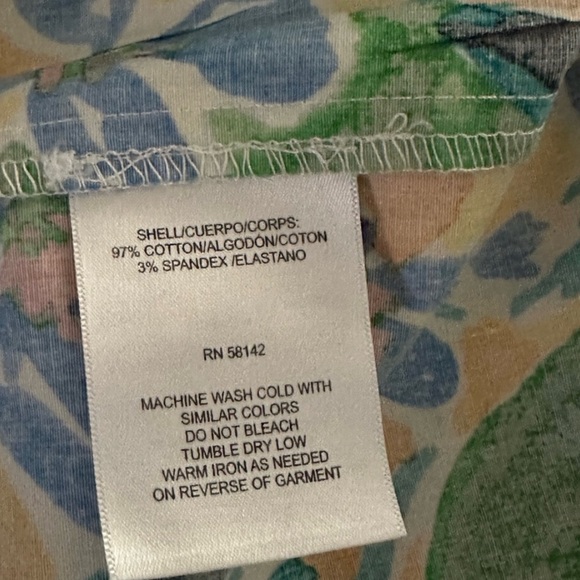 SHELL/CUERPO/CORPS:
97% COTTON/ALGODÓN/COTON
3% SPANDEX /ELASTANO
RN 58142
MACHINE WASH COLD WITH
SIMILAR COLORS
DO NOT BLEACH
TUMBLE DRY LOW
WARM IRON AS NEEDED
ON REVERSE OF GARMENT